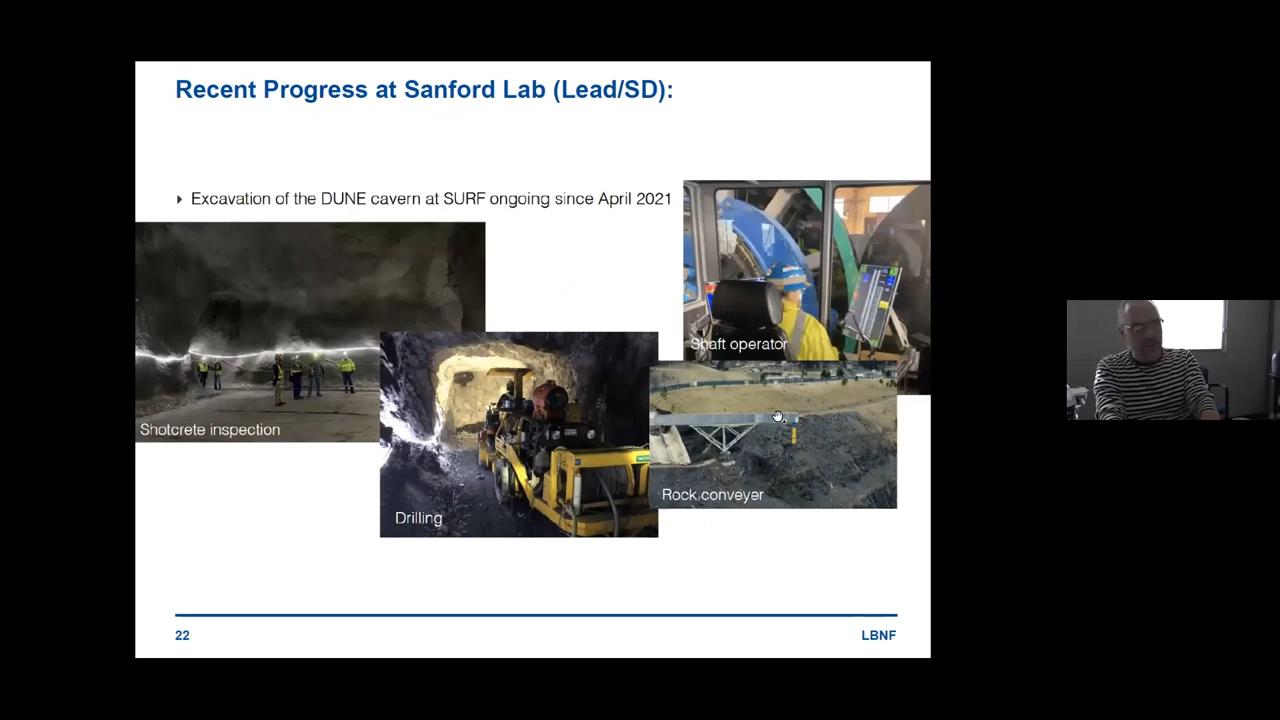 Recent Progress at Sanford Lab (Lead/SD):
Excavation of the DUNE cavern at SURF ongoing since April 2021
Shaft operator
Shotcrete inspection
Rock conveyer
Drilling
22
LBNF